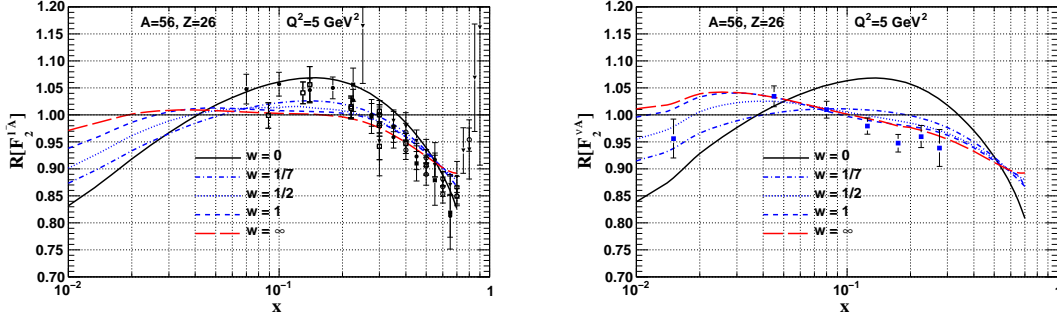 A=56, Z=26 Q²=5 GeV²
R[F₂^{lA}]
1.20
1.15
1.10
1.05
1.00
0.95
0.90
0.85
0.80
0.75
0.70
w = 0
w = 1/7
w = 1/2
w = 1
w = ∞
10⁻² 10⁻¹ 1
x
A=56, Z=26 Q²=5 GeV²
R[F₂^{νA}]
1.20
1.15
1.10
1.05
1.00
0.95
0.90
0.85
0.80
0.75
0.70
w = 0
w = 1/7
w = 1/2
w = 1
w = ∞
10⁻² 10⁻¹ 1
x